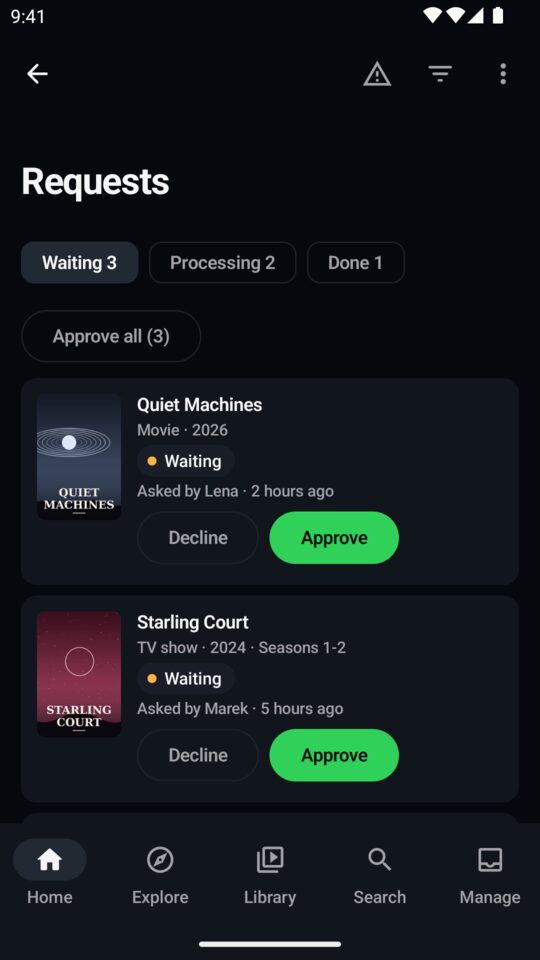 9:41
Requests
Waiting 3
Processing 2
Done 1
Approve all (3)
QUIET
MACHINES
Quiet Machines
Movie · 2026
Waiting
Asked by Lena · 2 hours ago
Decline
Approve
STARLING
COURT
Starling Court
TV show · 2024 · Seasons 1-2
Waiting
Asked by Marek · 5 hours ago
Decline
Approve
Home
Explore
Library
Search
Manage